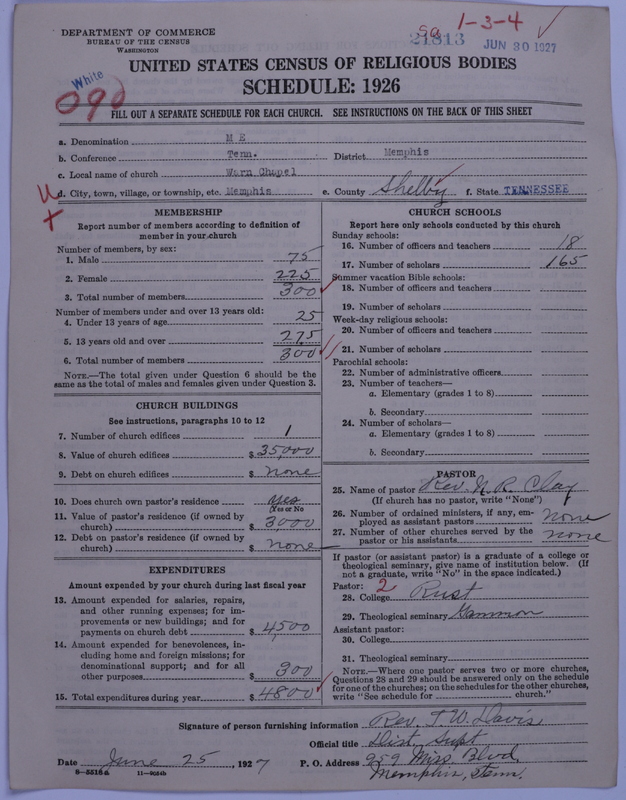 DEPARTMENT OF COMMERCE
BUREAU OF THE CENSUS
WASHINGTON
21813
1-3-4
JUN 30 1927
UNITED STATES CENSUS OF RELIGIOUS BODIES
SCHEDULE: 1926
White
090
FILL OUT A SEPARATE SCHEDULE FOR EACH CHURCH. SEE INSTRUCTIONS ON THE BACK OF THIS SHEET
a. Denomination M E
b. Conference Tenn. District Memphis
c. Local name of church Warn Chapel
d. City, town, village, or township, etc. Memphis e. County Shelby f. State TENNESSEE
MEMBERSHIP
Report number of members according to definition of member in your church
Number of members, by sex:
1. Male 75
2. Female 225
3. Total number of members 300
Number of members under and over 13 years old:
4. Under 13 years of age 25
5. 13 years old and over 275
6. Total number of members 300
NOTE.—The total given under Question 6 should be the
same as the total of males and females given under Question 3.
CHURCH BUILDINGS
See instructions, paragraphs 10 to 12
7. Number of church edifices 1
8. Value of church edifices $ 35,000
9. Debt on church edifices $ none
10. Does church own pastor's residence yes
(Yes or No)
11. Value of pastor's residence (if owned by
church) $ 3000
12. Debt on pastor's residence (if owned by
church) $ none
EXPENDITURES
Amount expended by your church during last fiscal year
13. Amount expended for salaries, repairs,
and other running expenses; for im-
provements or new buildings; and for
payments on church debt $ 4500
14. Amount expended for benevolences, in-
cluding home and foreign missions; for
denominational support; and for all
other purposes $ 300
15. Total expenditures during year $ 4800
CHURCH SCHOOLS
Report here only schools conducted by this church
Sunday schools:
16. Number of officers and teachers 18
17. Number of scholars 165
Summer vacation Bible schools:
18. Number of officers and teachers
19. Number of scholars
Week-day religious schools:
20. Number of officers and teachers
21. Number of scholars
Parochial schools:
22. Number of administrative officers
23. Number of teachers—
a. Elementary (grades 1 to 8)
b. Secondary
24. Number of scholars—
a. Elementary (grades 1 to 8)
b. Secondary
PASTOR
25. Name of pastor Rev. N. R. Clay
(If church has no pastor, write "None")
26. Number of ordained ministers, if any, em-
ployed as assistant pastors none
27. Number of other churches served by the
pastor or his assistants none
If pastor (or assistant pastor) is a graduate of a college or
theological seminary, give name of institution below. (If
not a graduate, write "No" in the space indicated.)
Pastor: 2
28. College Rust
29. Theological seminary Gammon
Assistant pastor:
30. College
31. Theological seminary
NOTE.—Where one pastor serves two or more churches,
Questions 28 and 29 should be answered only on the schedule
for one of the churches; on the schedules for the other churches,
write "See schedule for ____ church."
Signature of person furnishing information Rev. T. W. Davis
Official title Dist. Supt
Date June 25, 1927 P. O. Address 959 Miss. Blvd
Memphis, Tenn.
8-5516a 11-9054b